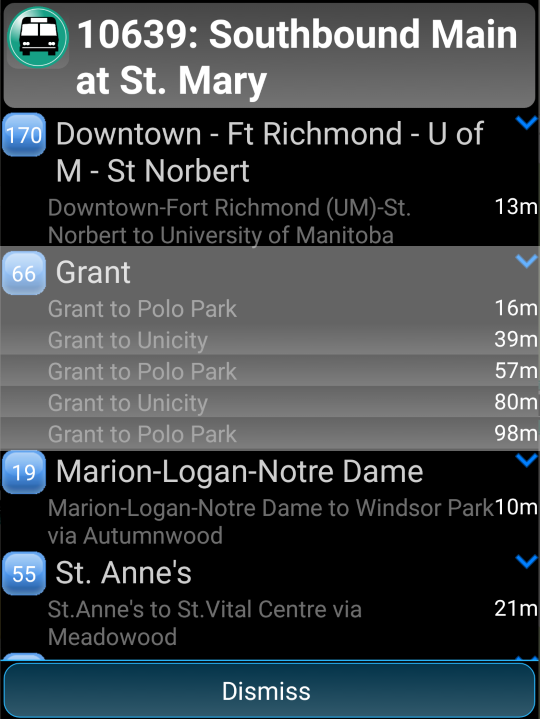 10639: Southbound Main
at St. Mary
170 Downtown - Ft Richmond - U of
M - St Norbert
Downtown-Fort Richmond (UM)-St. 13m
Norbert to University of Manitoba
66 Grant
Grant to Polo Park 16m
Grant to Unicity 39m
Grant to Polo Park 57m
Grant to Unicity 80m
Grant to Polo Park 98m
19 Marion-Logan-Notre Dame
Marion-Logan-Notre Dame to Windsor Park 10m
via Autumnwood
55 St. Anne's
St.Anne's to St.Vital Centre via 21m
Meadowood
Dismiss